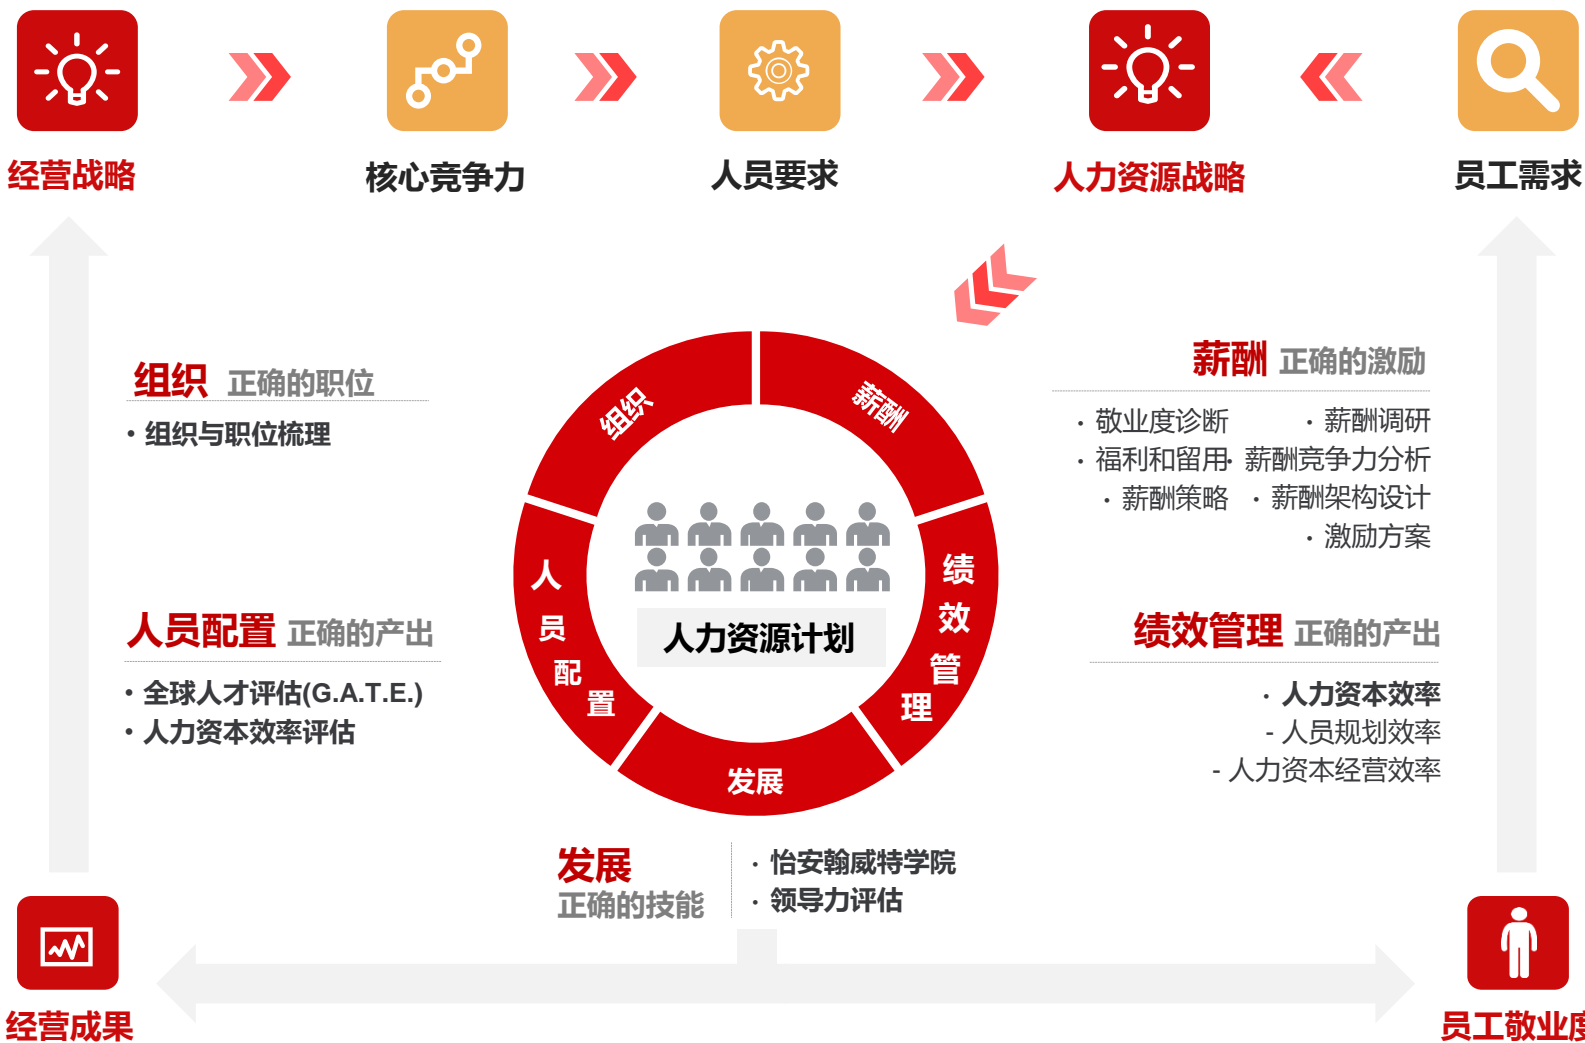 经营战略
核心竞争力
人员要求
人力资源战略
员工需求
组织 正确的职位
• 组织与职位梳理
人员配置 正确的产出
• 全球人才评估(G.A.T.E.)
• 人力资本效率评估
组织
薪酬
绩效管理
发展
人员配置
人力资源计划
薪酬 正确的激励
· 敬业度诊断 · 薪酬调研
· 福利和留用 · 薪酬竞争力分析
· 薪酬策略 · 薪酬架构设计
· 激励方案
绩效管理 正确的产出
· 人力资本效率
- 人员规划效率
- 人力资本经营效率
发展
正确的技能
· 怡安翰威特学院
· 领导力评估
经营成果
员工敬业度